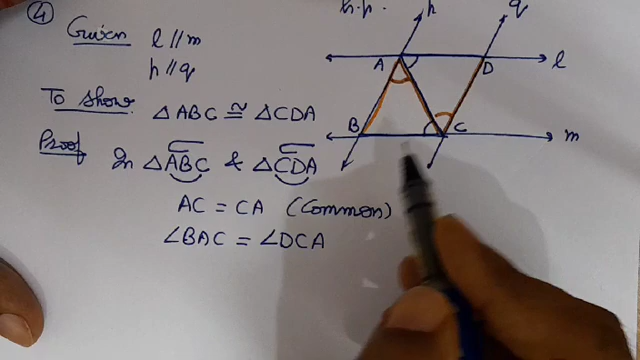 ④
Given l // m
p // q
To show △ABC ≅ △CDA
Proof In △ABC & △CDA
AC = CA (Common)
∠BAC = ∠DCA
p q
A D l
B C m